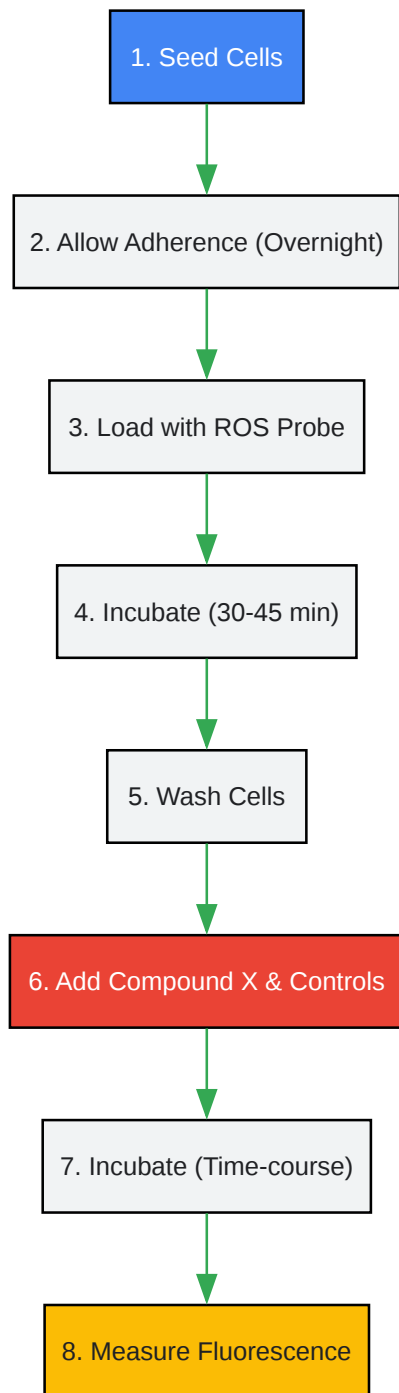 1. Seed Cells
2. Allow Adherence (Overnight)
3. Load with ROS Probe
4. Incubate (30-45 min)
5. Wash Cells
6. Add Compound X & Controls
7. Incubate (Time-course)
8. Measure Fluorescence